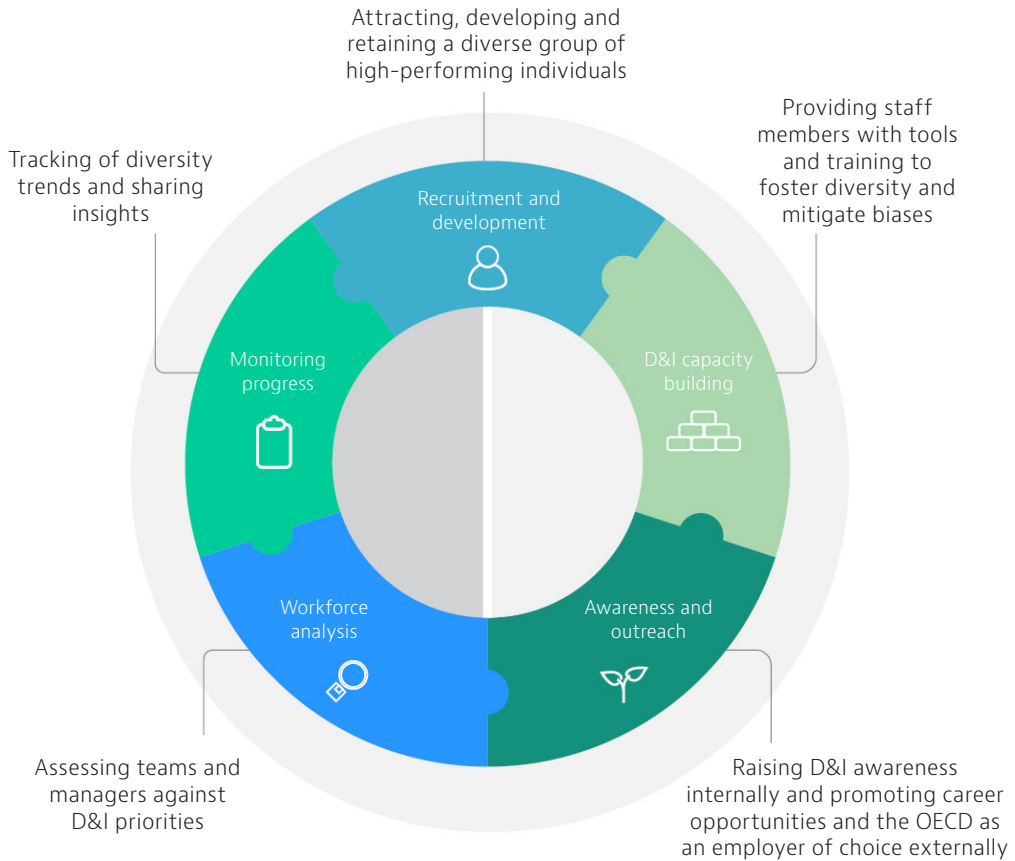 Attracting, developing and
retaining a diverse group of
high-performing individuals
Providing staff
members with tools
and training to
foster diversity and
mitigate biases
Tracking of diversity
trends and sharing
insights
Recruitment and
development
Monitoring
progress
D&I capacity
building
Workforce
analysis
Awareness and
outreach
Assessing teams and
managers against
D&I priorities
Raising D&I awareness
internally and promoting career
opportunities and the OECD as
an employer of choice externally